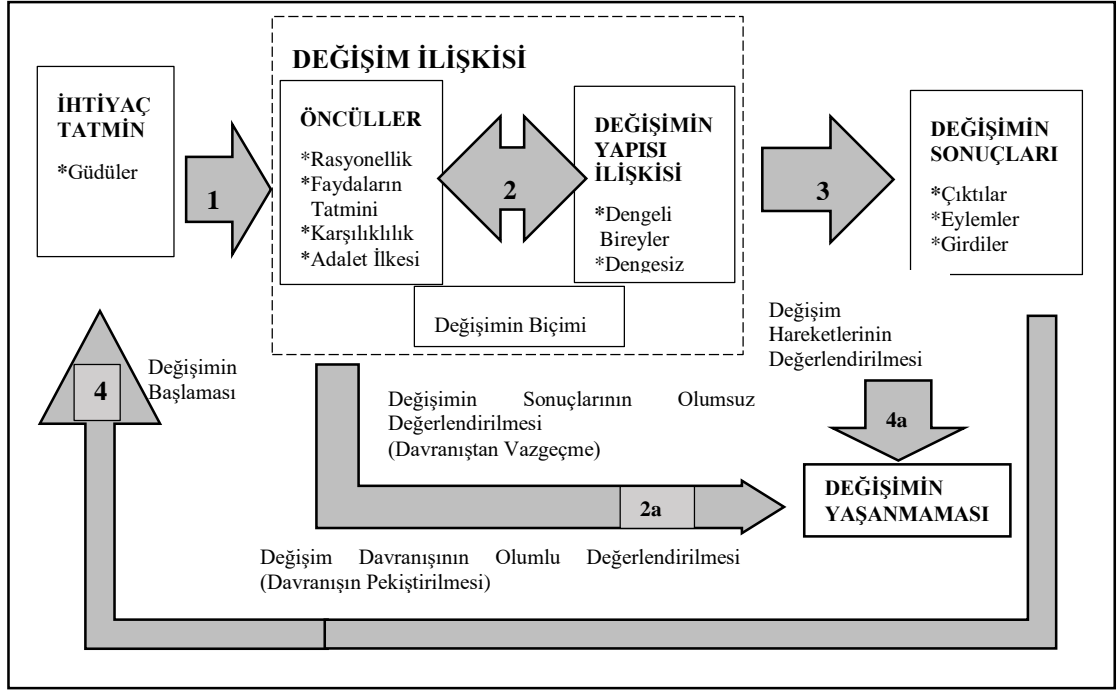 DEĞİŞİM İLİŞKİSİ
İHTİYAÇ
TATMİN
*Güdüler
1
ÖNCÜLLER
*Rasyonellik
*Faydaların
Tatmini
*Karşılıklılık
*Adalet İlkesi
2
DEĞİŞİMİN
YAPISI
İLİŞKİSİ
*Dengeli
Bireyler
*Dengesiz
Değişimin Biçimi
3
DEĞİŞİMİN
SONUÇLARI
*Çıktılar
*Eylemler
*Girdiler
4
Değişimin
Başlaması
Değişimin Sonuçlarının Olumsuz
Değerlendirilmesi
(Davranıştan Vazgeçme)
Değişim
Hareketlerinin
Değerlendirilmesi
4a
2a
DEĞİŞİMİN
YAŞANMAMASI
Değişim Davranışının Olumlu Değerlendirilmesi
(Davranışın Pekiştirilmesi)